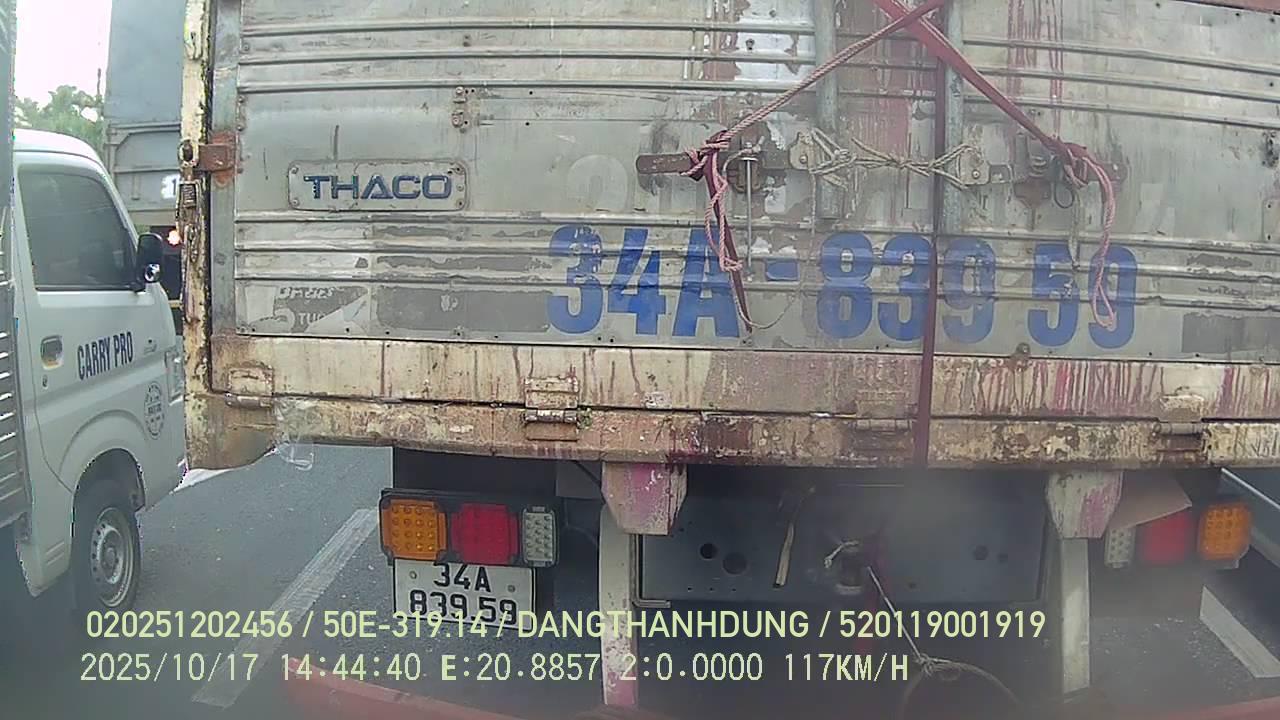 THACO
34A-839 59
CARRY PRO
34A
839.59
020251202456 / 50E-319.14 / DANGTHANHDUNG / 520119001919
2025/10/17 14:44:40 E:20.8857 2:0.0000 117KM/H